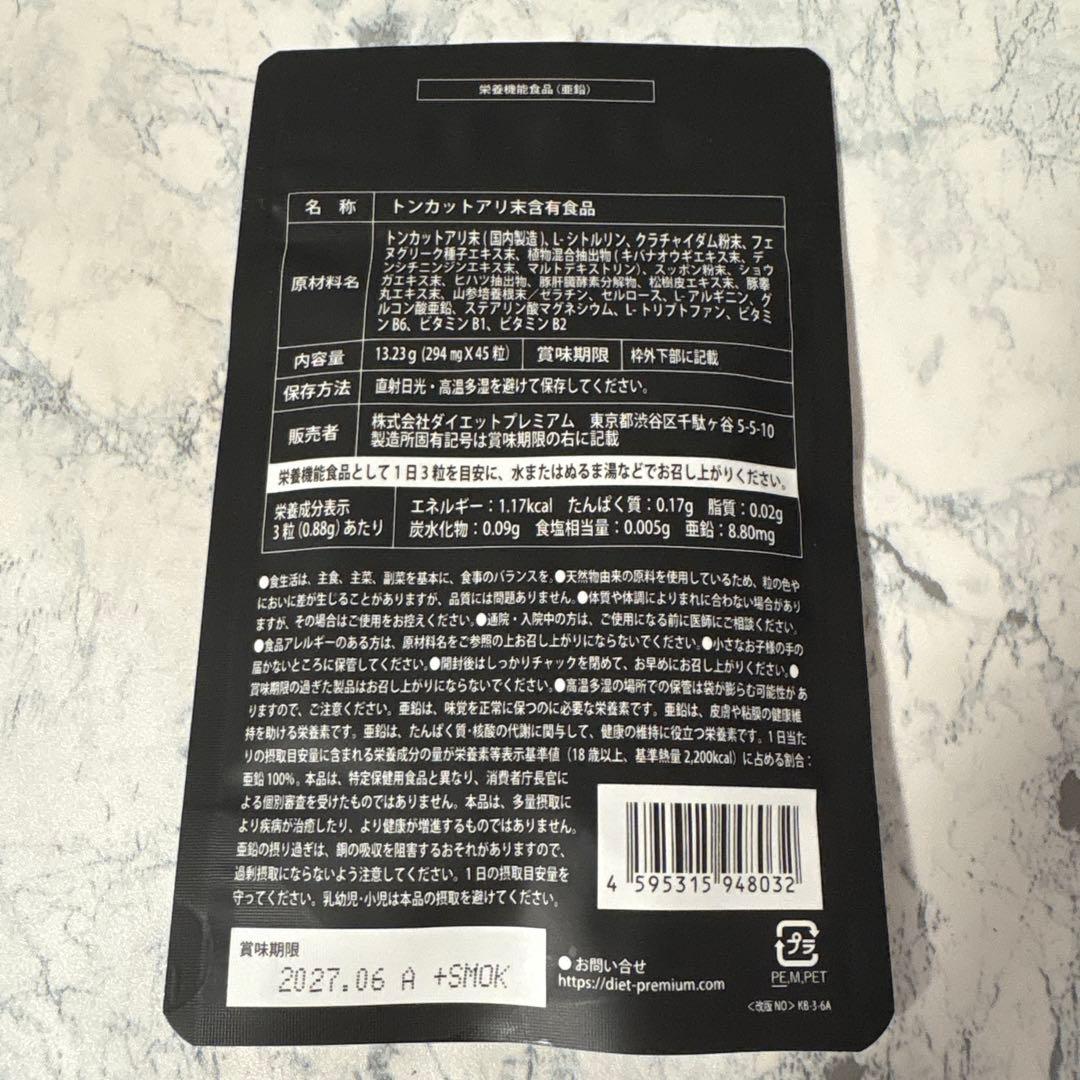 栄養機能食品（亜鉛）
名　称　トンカットアリ末含有食品
原材料名
トンカットアリ末（国内製造）、L-シトルリン、クラチャイダム粉末、フェ
ヌグリーク種子エキス末、植物混合抽出物（キバナオウギエキス末、デ
ンシチニンジンエキス末、マルトデキストリン）、スッポン粉末、ショウ
ガエキス末、ヒハツ抽出物、豚肝臓酵素分解物、松樹皮エキス末、豚睾
丸エキス末、山参培養根末／ゼラチン、セルロース、L-アルギニン、グ
ルコン酸亜鉛、ステアリン酸マグネシウム、L-トリプトファン、ビタミ
ンB6、ビタミンB1、ビタミンB2
内容量　13.23g（294㎎X45粒）　賞味期限　枠外下部に記載
保存方法　直射日光・高温多湿を避けて保存してください。
販売者
株式会社ダイエットプレミアム　東京都渋谷区千駄ヶ谷5-5-10
製造所固有記号は賞味期限の右に記載
栄養機能食品として1日3粒を目安に、水またはぬるま湯などでお召し上がりください。
栄養成分表示
3粒（0.88g）あたり
エネルギー：1.17kcal　たんぱく質：0.17g　脂質：0.02g
炭水化物：0.09g　食塩相当量：0.005g　亜鉛：8.80mg
●食生活は、主食、主菜、副菜を基本に、食事のバランスを。●天然物由来の原料を使用しているため、粒の色や
においに差が生じることがありますが、品質には問題ありません。●体質や体調によりまれに合わない場合があり
ますが、その場合はご使用をお控えください。●通院・入院中の方は、ご使用になる前に医師にご相談ください。
●食品アレルギーのある方は、原材料名をご参照の上お召し上がりにならないでください。●小さなお子様の手の
届かないところに保管してください。●開封後はしっかりチャックを閉めて、お早めにお召し上がりください。●
賞味期限の過ぎた製品はお召し上がりにならないでください。●高温多湿の場所での保管は袋が膨らむ可能性があ
りますので、ご注意ください。亜鉛は、味覚を正常に保つのに必要な栄養素です。亜鉛は、皮膚や粘膜の健康維
持を助ける栄養素です。亜鉛は、たんぱく質・核酸の代謝に関与して、健康の維持に役立つ栄養素です。1日当た
りの摂取目安量に含まれる栄養成分の量が栄養素等表示基準値（18歳以上、基準熱量2,200kcal）に占める割合：
亜鉛100%。本品は、特定保健用食品と異なり、消費者庁長官に
よる個別審査を受けたものではありません。本品は、多量摂取に
より疾病が治癒したり、より健康が増進するものではありません。
亜鉛の摂り過ぎは、銅の吸収を阻害するおそれがありますので、
過剰摂取にならないよう注意してください。1日の摂取目安量を
守ってください。乳幼児・小児は本品の摂取を避けてください。
4 595315 948032
賞味期限
2027.06 A +SMOK
●お問い合せ
https://diet-premium.com
プラ
PE,M,PET
＜改版NO＞KB-3-6A